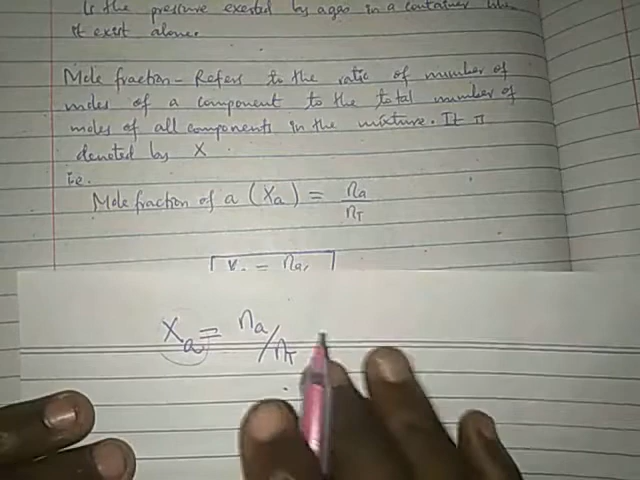 is the pressure exerted by a gas in a container like
it exist alone.
Mole fraction - Refers to the ratio of number of
moles of a component to the total number of
moles of all components in the mixture. It is
denoted by X
i.e.
Mole fraction of a (Xa) = na/nT
Xa = na/nT